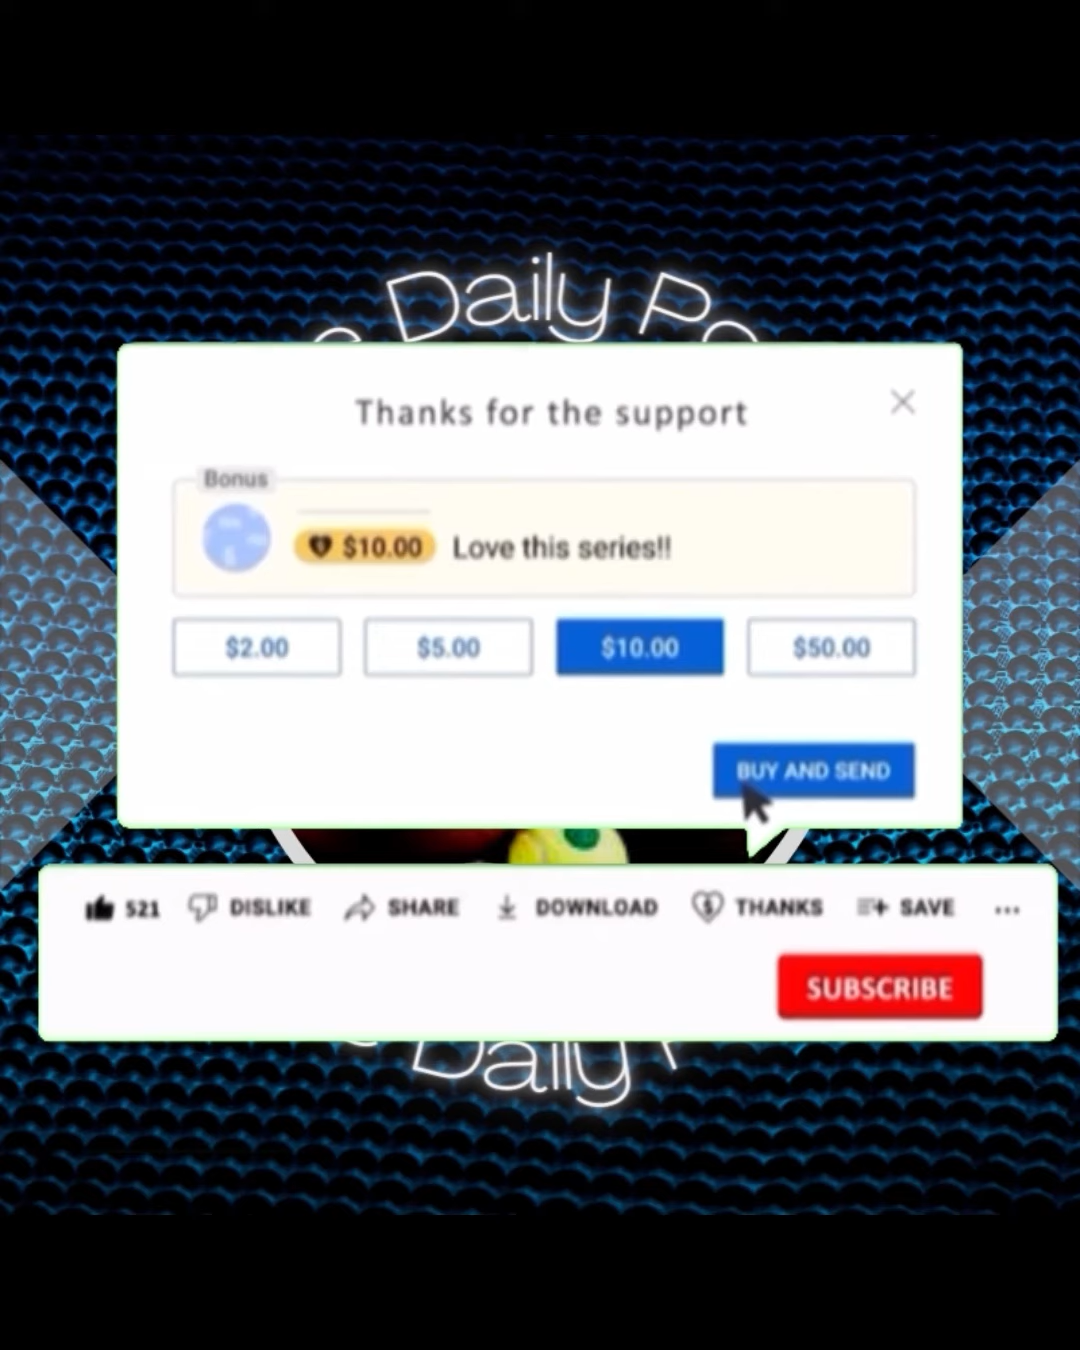 Daily Po
Thanks for the support
Bonus
$10.00 Love this series!!
$2.00 $5.00 $10.00 $50.00
BUY AND SEND
521 DISLIKE SHARE DOWNLOAD THANKS SAVE ...
SUBSCRIBE
Daily